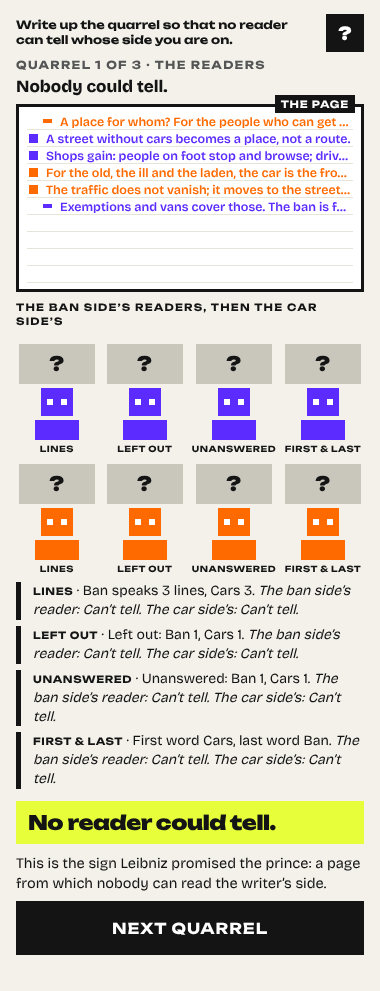 Write up the quarrel so that no reader
can tell whose side you are on.
?
QUARREL 1 OF 3 · THE READERS
Nobody could tell.
THE PAGE
A place for whom? For the people who can get ...
A street without cars becomes a place, not a route.
Shops gain: people on foot stop and browse; driv...
For the old, the ill and the laden, the car is the fro...
The traffic does not vanish; it moves to the street...
Exemptions and vans cover those. The ban is f...
THE BAN SIDE'S READERS, THEN THE CAR
SIDE'S
? ? ? ?
LINES LEFT OUT UNANSWERED FIRST & LAST
? ? ? ?
LINES LEFT OUT UNANSWERED FIRST & LAST
LINES · Ban speaks 3 lines, Cars 3. The ban side's
reader: Can't tell. The car side's: Can't tell.
LEFT OUT · Left out: Ban 1, Cars 1. The ban side's
reader: Can't tell. The car side's: Can't tell.
UNANSWERED · Unanswered: Ban 1, Cars 1. The
ban side's reader: Can't tell. The car side's: Can't
tell.
FIRST & LAST · First word Cars, last word Ban. The
ban side's reader: Can't tell. The car side's: Can't
tell.
No reader could tell.
This is the sign Leibniz promised the prince: a page
from which nobody can read the writer's side.
NEXT QUARREL